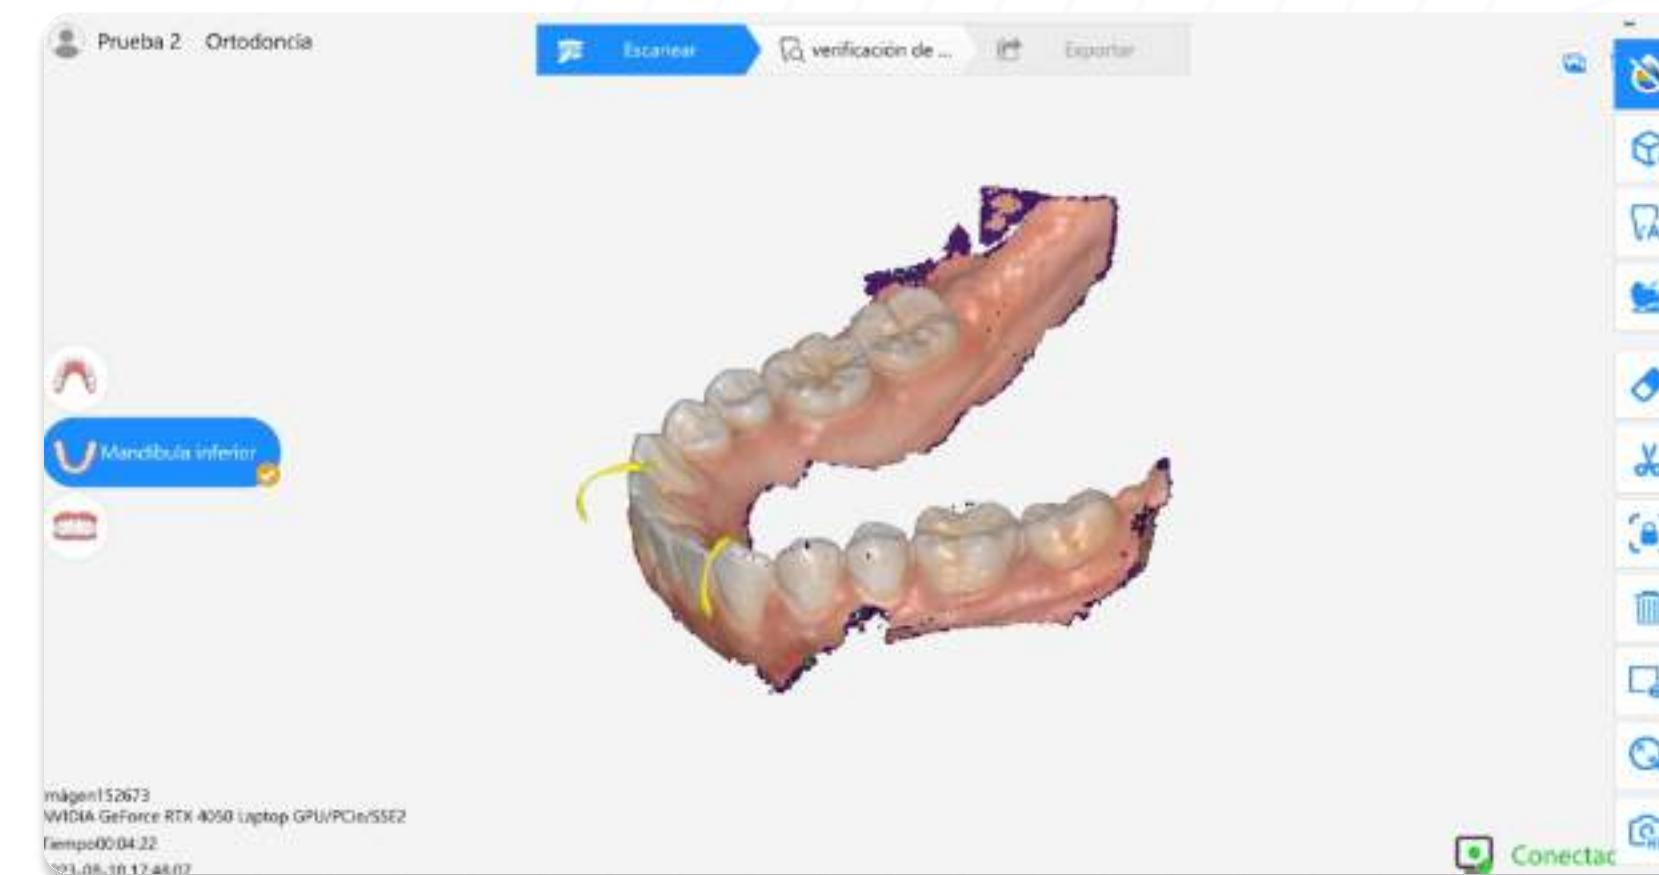 Prueba 2 Ortodoncia
Escanear
verificación de ...
Exportar
Mandíbula inferior
mágen152673
NVIDIA GeForce RTX 4050 Laptop GPU/PCIe/SSE2
Tiempo00:04:22
Conectac